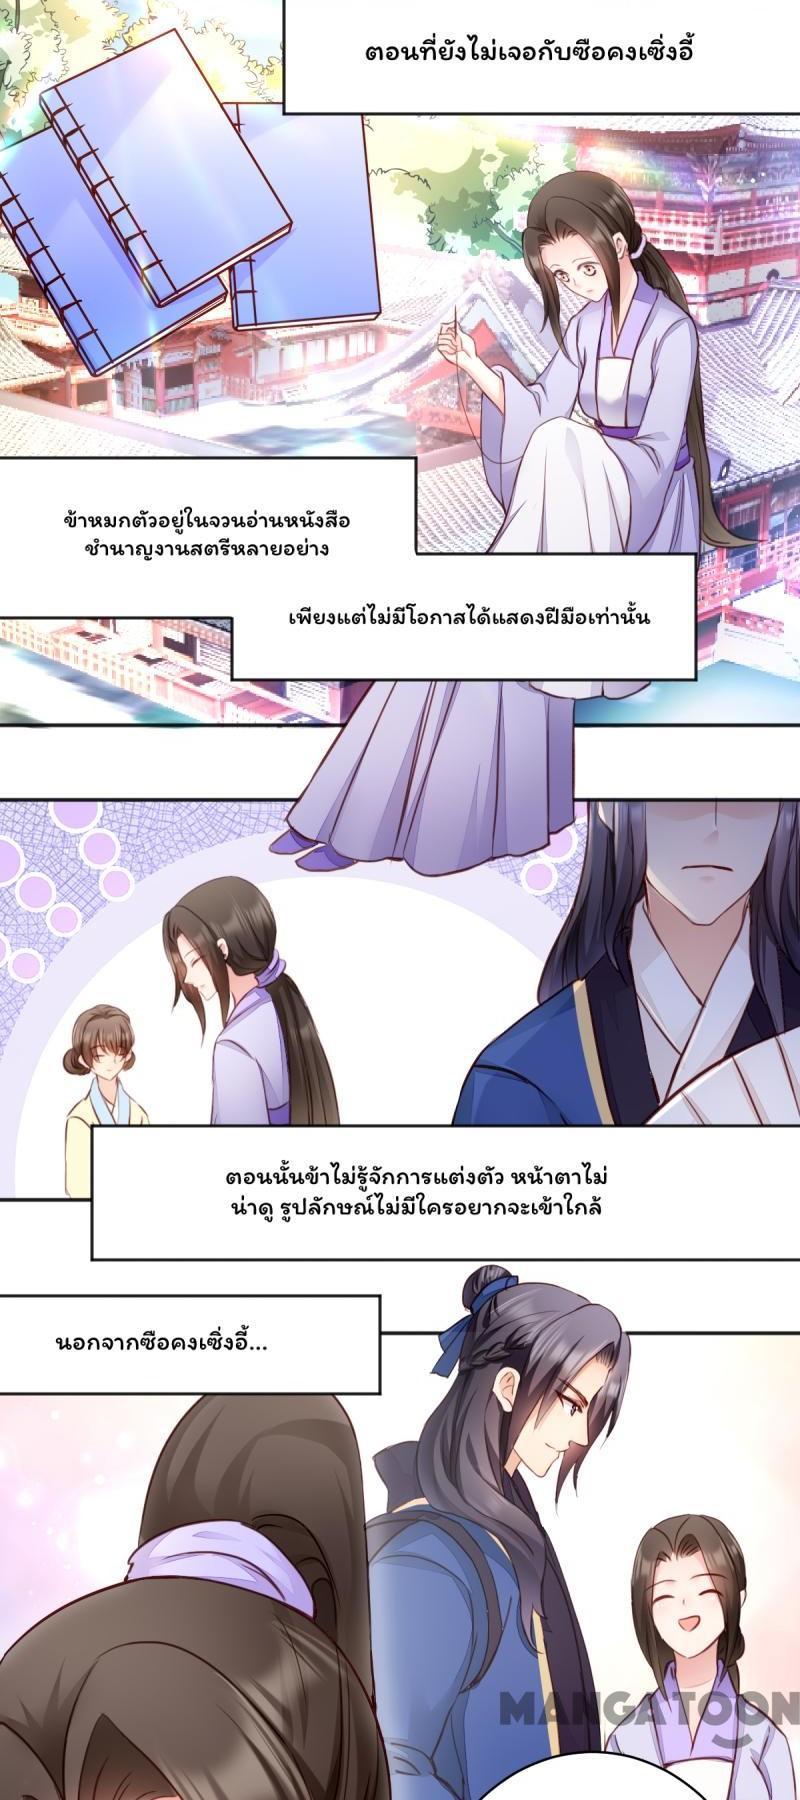 ตอนที่ยังไม่เจอกับซือคงเซิ่งอี้
ข้าหมกตัวอยู่ในจวนอ่านหนังสือ
ชำนาญงานสตรีหลายอย่าง
เพียงแต่ไม่มีโอกาสได้แสดงฝีมือเท่านั้น
ตอนนั้นข้าไม่รู้จักการแต่งตัว หน้าตาไม่
น่าดู รูปลักษณ์ไม่มีใครอยากจะเข้าใกล้
นอกจากซือคงเซิ่งอี้...
MANGATOON